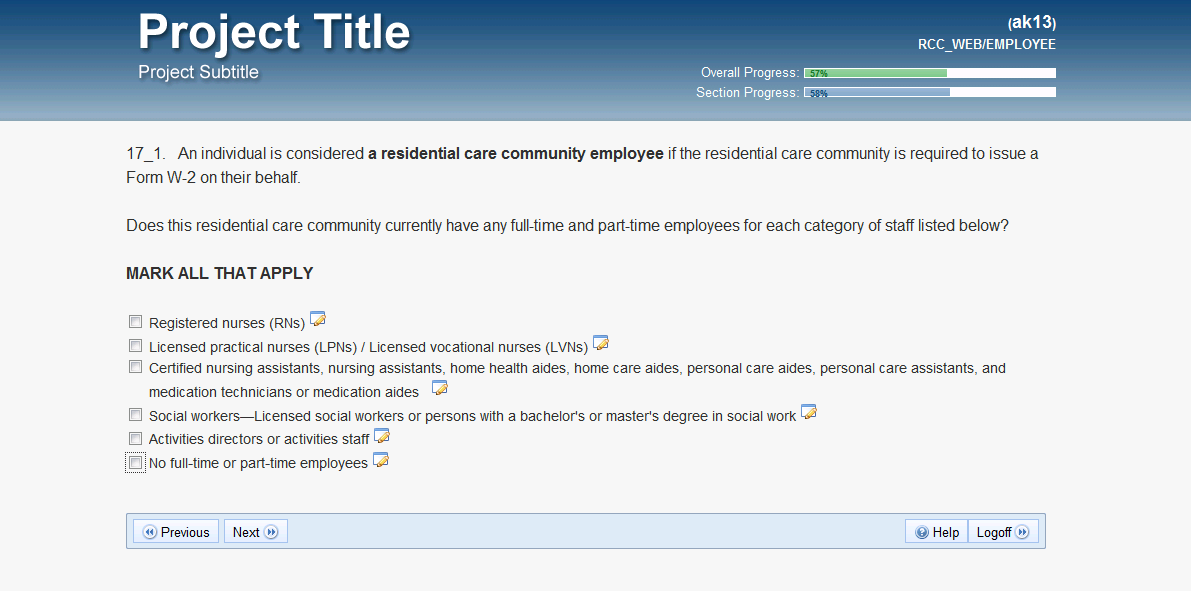 Project Title
Project Subtitle
(ak13)
RCC_WEB/EMPLOYEE
Overall Progress: 57%
Section Progress: 58%
17_1. An individual is considered a residential care community employee if the residential care community is required to issue a
Form W-2 on their behalf.
Does this residential care community currently have any full-time and part-time employees for each category of staff listed below?
MARK ALL THAT APPLY
Registered nurses (RNs)
Licensed practical nurses (LPNs) / Licensed vocational nurses (LVNs)
Certified nursing assistants, nursing assistants, home health aides, home care aides, personal care aides, personal care assistants, and
medication technicians or medication aides
Social workers—Licensed social workers or persons with a bachelor's or master's degree in social work
Activities directors or activities staff
No full-time or part-time employees
Previous Next Help Logoff